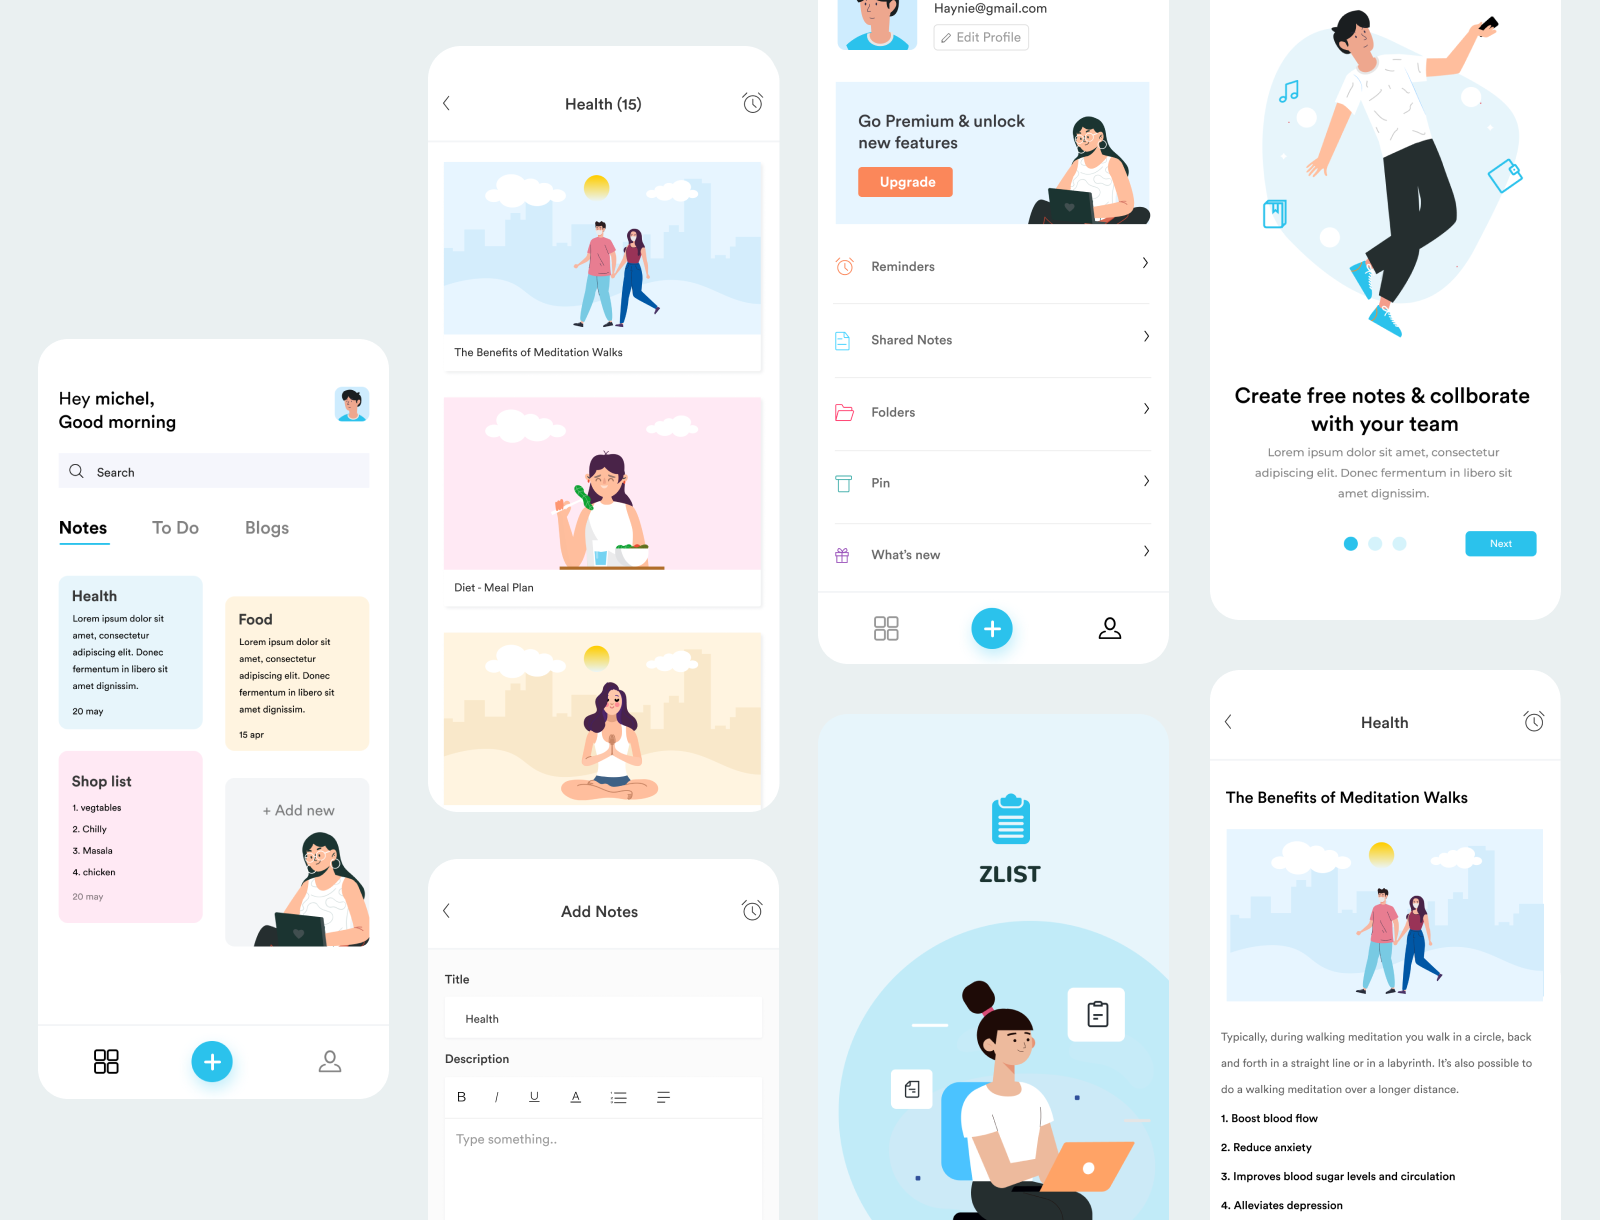 Hey michel,
Good morning
Search
Notes To Do Blogs
Health
Lorem ipsum dolor sit
amet, consectetur
adipiscing elit. Donec
fermentum in libero sit
amet dignissim.
20 may
Food
Lorem ipsum dolor sit
amet, consectetur
adipiscing elit. Donec
fermentum in libero sit
amet dignissim.
15 apr
Shop list
1. vegtables
2. Chilly
3. Masala
4. chicken
20 may
+ Add new
Health (15)
The Benefits of Meditation Walks
Diet - Meal Plan
Add Notes
Title
Health
Description
B I U A
Type something..
Haynie@gmail.com
Edit Profile
Go Premium & unlock
new features
Upgrade
Reminders
Shared Notes
Folders
Pin
What's new
ZLIST
Create free notes & collborate
with your team
Lorem ipsum dolor sit amet, consectetur
adipiscing elit. Donec fermentum in libero sit
amet dignissim.
Next
Health
The Benefits of Meditation Walks
Typically, during walking meditation you walk in a circle, back
and forth in a straight line or in a labyrinth. It's also possible to
do a walking meditation over a longer distance.
1. Boost blood flow
2. Reduce anxiety
3. Improves blood sugar levels and circulation
4. Alleviates depression